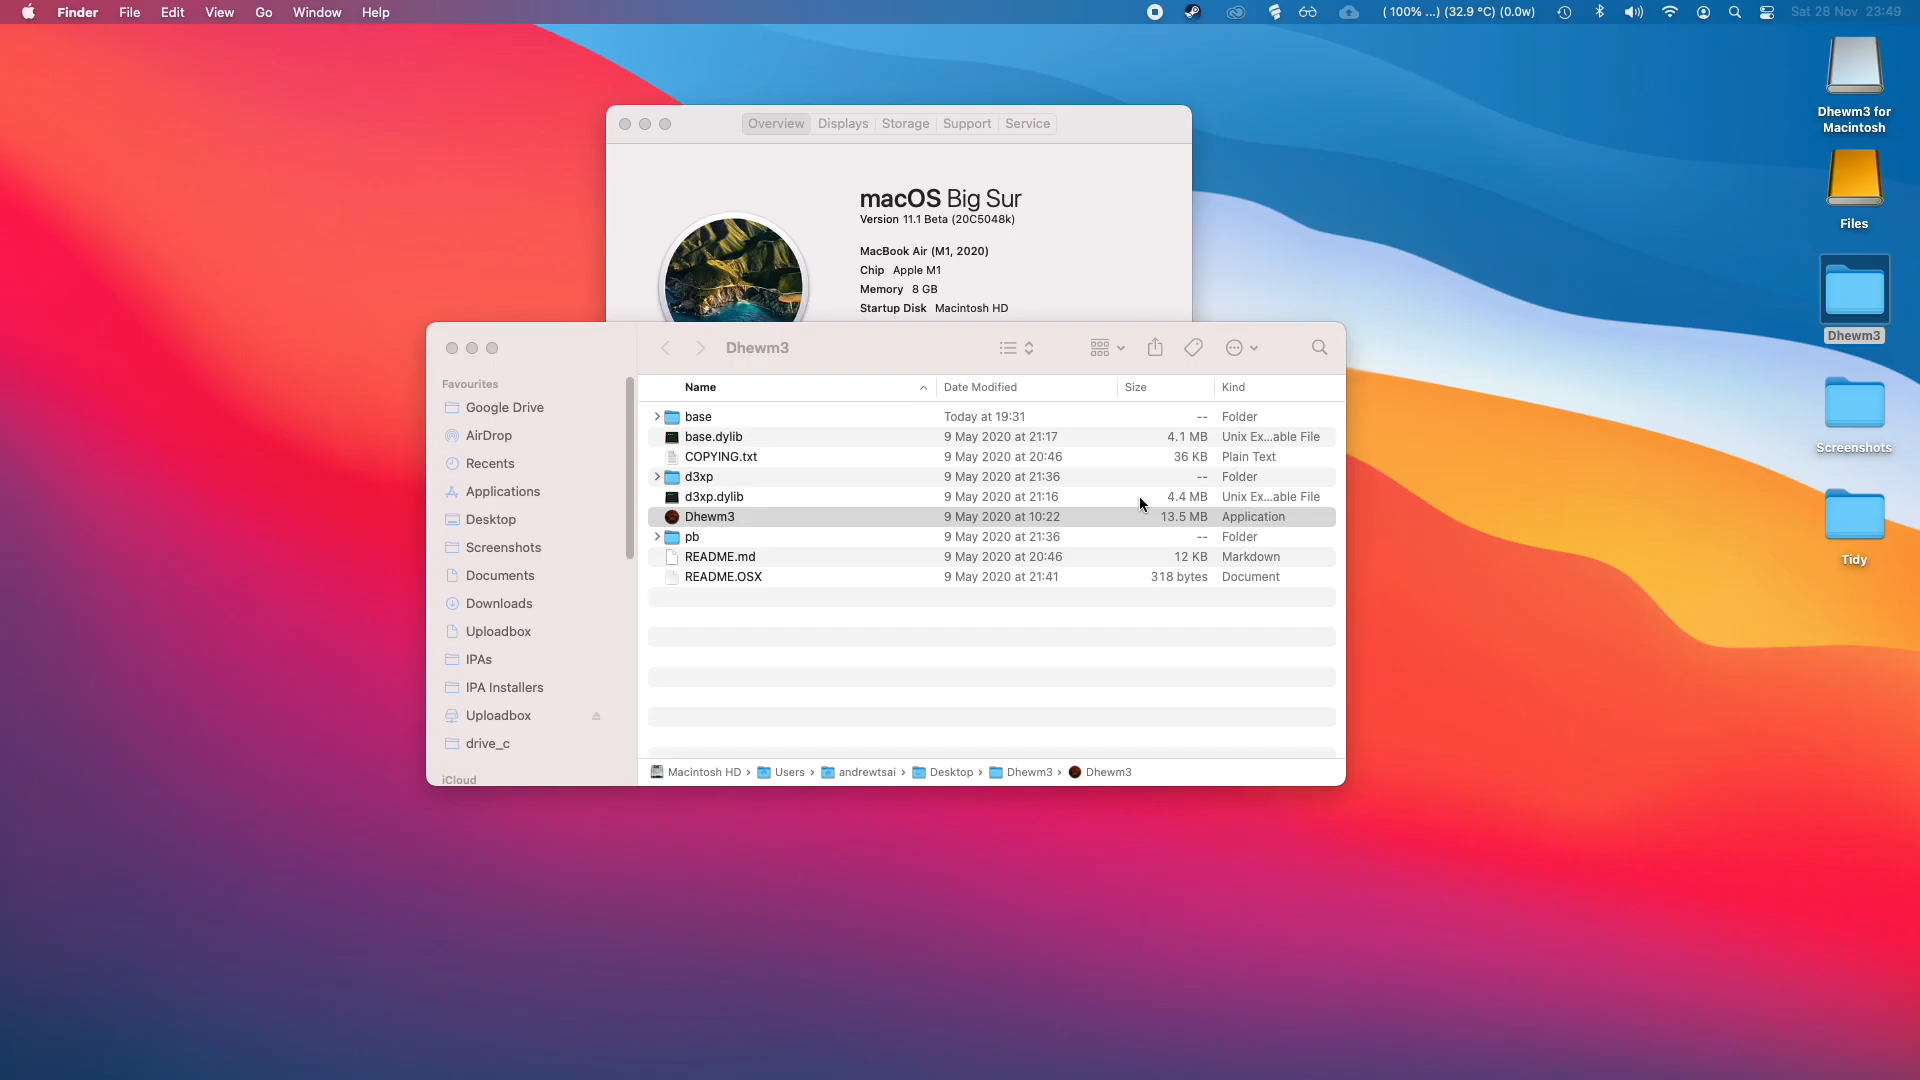 Finder File Edit View Go Window Help
( 100% ...) (32.9 °C) (0.0w) Sat 28 Nov 23:49
Dhewm3 for
Macintosh
Files
Dhewm3
Screenshots
Tidy
Overview Displays Storage Support Service
macOS Big Sur
Version 11.1 Beta (20C5048k)
MacBook Air (M1, 2020)
Chip Apple M1
Memory 8 GB
Startup Disk Macintosh HD
Dhewm3
Favourites
Google Drive
AirDrop
Recents
Applications
Desktop
Screenshots
Documents
Downloads
Uploadbox
IPAs
IPA Installers
Uploadbox
drive_c
iCloud
Name Date Modified Size Kind
base Today at 19:31 -- Folder
base.dylib 9 May 2020 at 21:17 4.1 MB Unix Ex...able File
COPYING.txt 9 May 2020 at 20:46 36 KB Plain Text
d3xp 9 May 2020 at 21:36 -- Folder
d3xp.dylib 9 May 2020 at 21:16 4.4 MB Unix Ex...able File
Dhewm3 9 May 2020 at 10:22 13.5 MB Application
pb 9 May 2020 at 21:36 -- Folder
README.md 9 May 2020 at 20:46 12 KB Markdown
README.OSX 9 May 2020 at 21:41 318 bytes Document
Macintosh HD › Users › andrewtsai › Desktop › Dhewm3 › Dhewm3